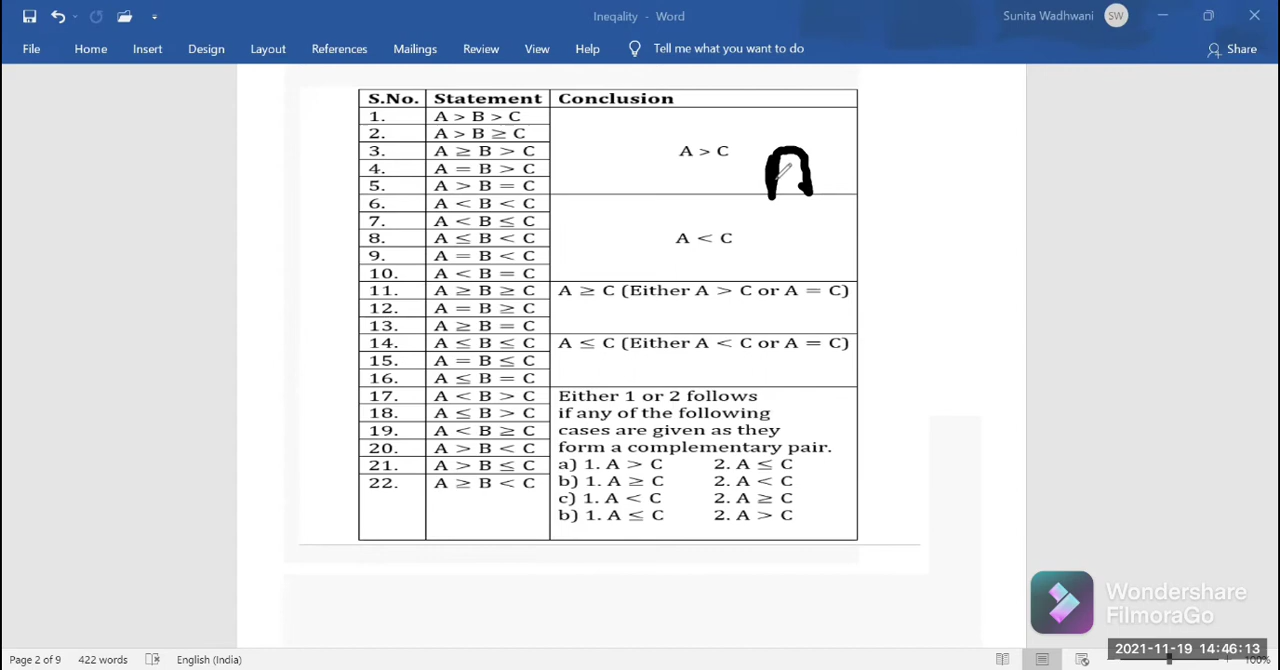 Ineqality - Word
Sunita Wadhwani SW
File Home Insert Design Layout References Mailings Review View Help Tell me what you want to do Share
S.No. Statement Conclusion
1. A > B > C
2. A > B ≥ C
3. A ≥ B > C A > C
4. A = B > C
5. A > B = C
6. A < B < C
7. A < B ≤ C
8. A ≤ B < C A < C
9. A = B < C
10. A < B = C
11. A ≥ B ≥ C A ≥ C (Either A > C or A = C)
12. A = B ≥ C
13. A ≥ B = C
14. A ≤ B ≤ C A ≤ C (Either A < C or A = C)
15. A = B ≤ C
16. A ≤ B = C
17. A < B > C Either 1 or 2 follows
18. A ≤ B > C if any of the following
19. A < B ≥ C cases are given as they
20. A > B < C form a complementary pair.
21. A > B ≤ C a) 1. A > C 2. A ≤ C
22. A ≥ B < C b) 1. A ≥ C 2. A < C
c) 1. A < C 2. A ≥ C
b) 1. A ≤ C 2. A > C
Wondershare
FilmoraGo
2021-11-19 14:46:13
Page 2 of 9 422 words English (India) 100%